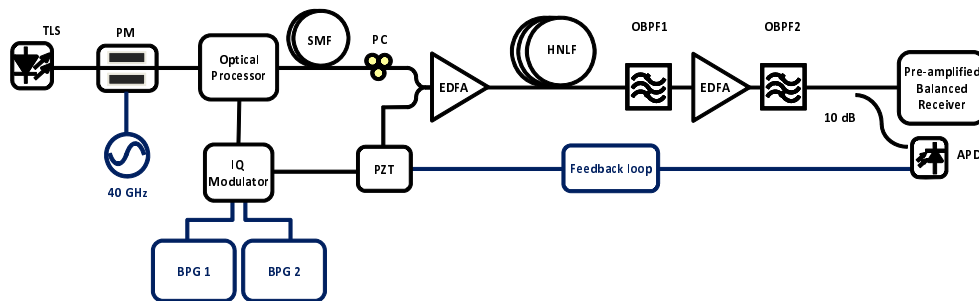 TLS
PM
Optical
Processor
SMF
PC
EDFA
HNLF
OBPF1
EDFA
OBPF2
10 dB
Pre-amplified
Balanced
Receiver
APD
40 GHz
IQ
Modulator
PZT
Feedback loop
BPG 1
BPG 2